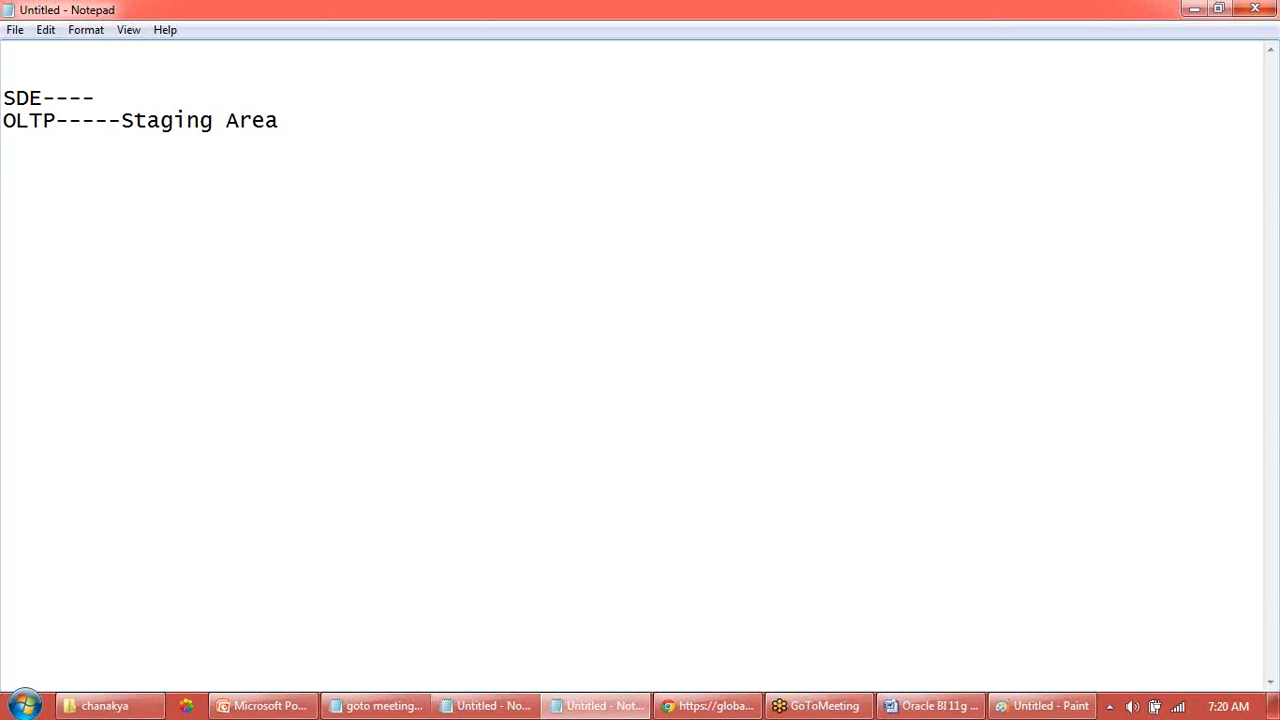 Untitled - Notepad
File Edit Format View Help
SDE----
OLTP-----Staging Area
chanakya Microsoft Po... goto meeting... Untitled - No... Untitled - Not... https://globa... GoToMeeting Oracle BI 11g ... Untitled - Paint 7:20 AM